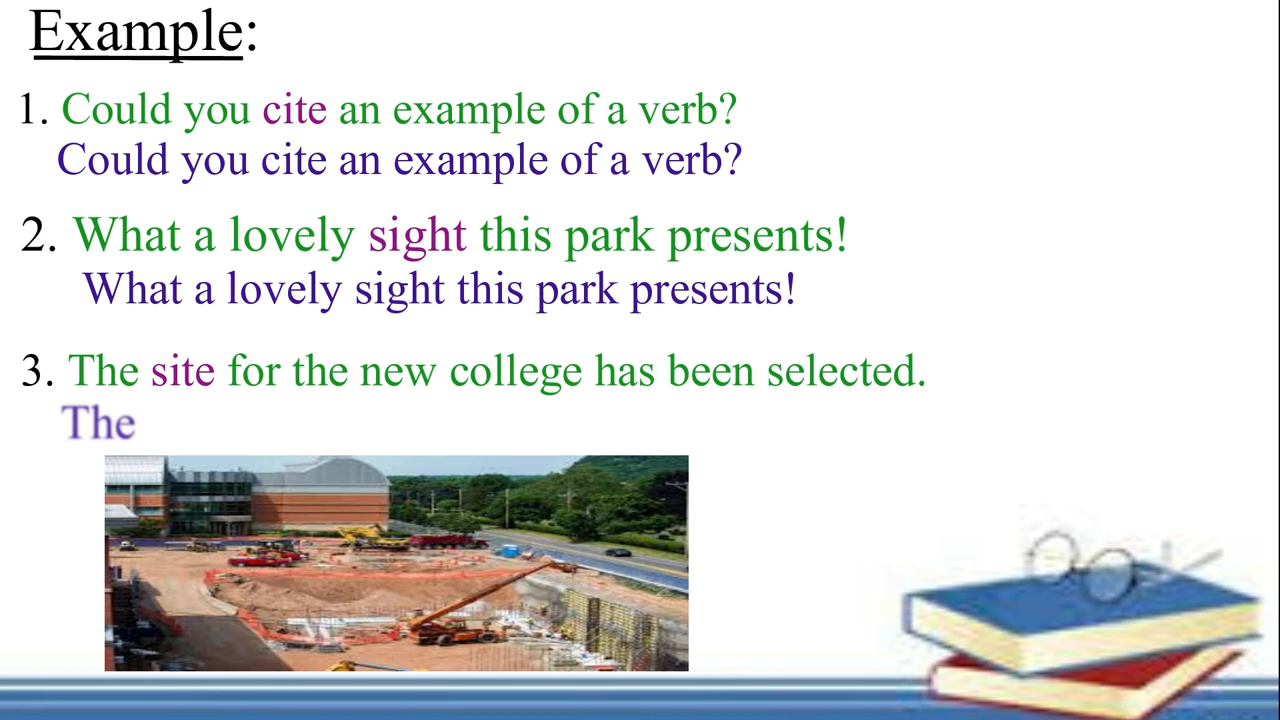 Example:
1. Could you cite an example of a verb?
Could you cite an example of a verb?
2. What a lovely sight this park presents!
What a lovely sight this park presents!
3. The site for the new college has been selected.
The